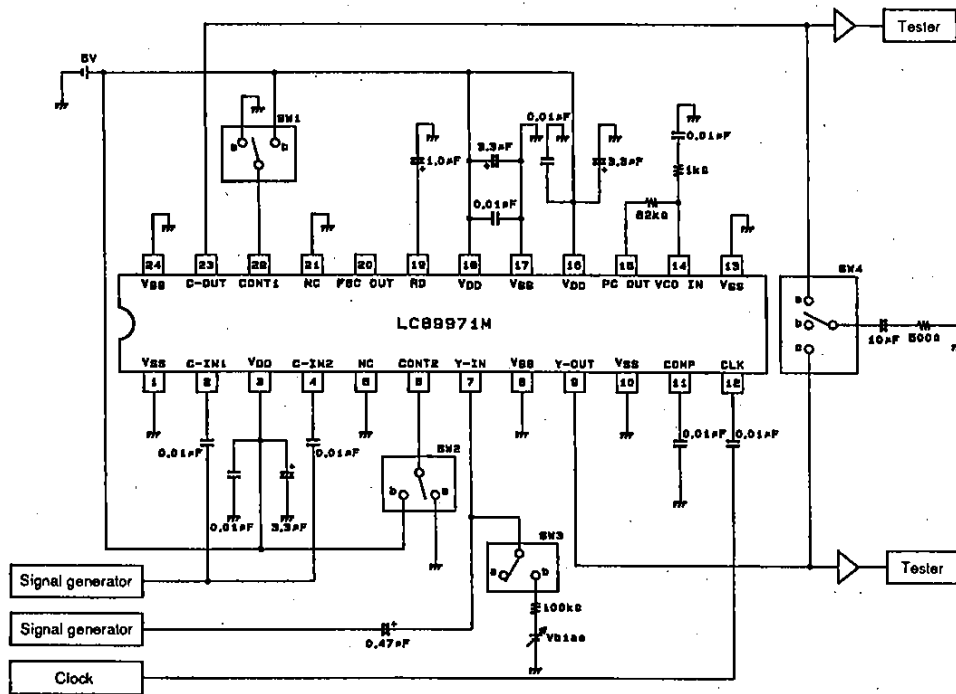 Tester
5V
SW1
a
b
1.0µF
3.3µF
0.01µF
0.01µF
3.3µF
0.01µF
1kΩ
82kΩ
24
23
22
21
20
19
18
17
16
15
14
13
VSS
C-OUT
CONT1
NC
FSC OUT
RD
VDD
VSS
VDD
PC OUT
VCO IN
VSS
SW4
a
b
c
10µF
500Ω
LC89971M
VSS
C-IN1
VDD
C-IN2
NC
CONT2
Y-IN
VSS
Y-OUT
VSS
COMP
CLK
1
2
3
4
5
6
7
8
9
10
11
12
0.01µF
0.01µF
0.01µF
0.01µF
SW2
b
a
0.01µF
3.3µF
SW3
a
b
Signal generator
Tester
100kΩ
Signal generator
0.47µF
Vbias
Clock